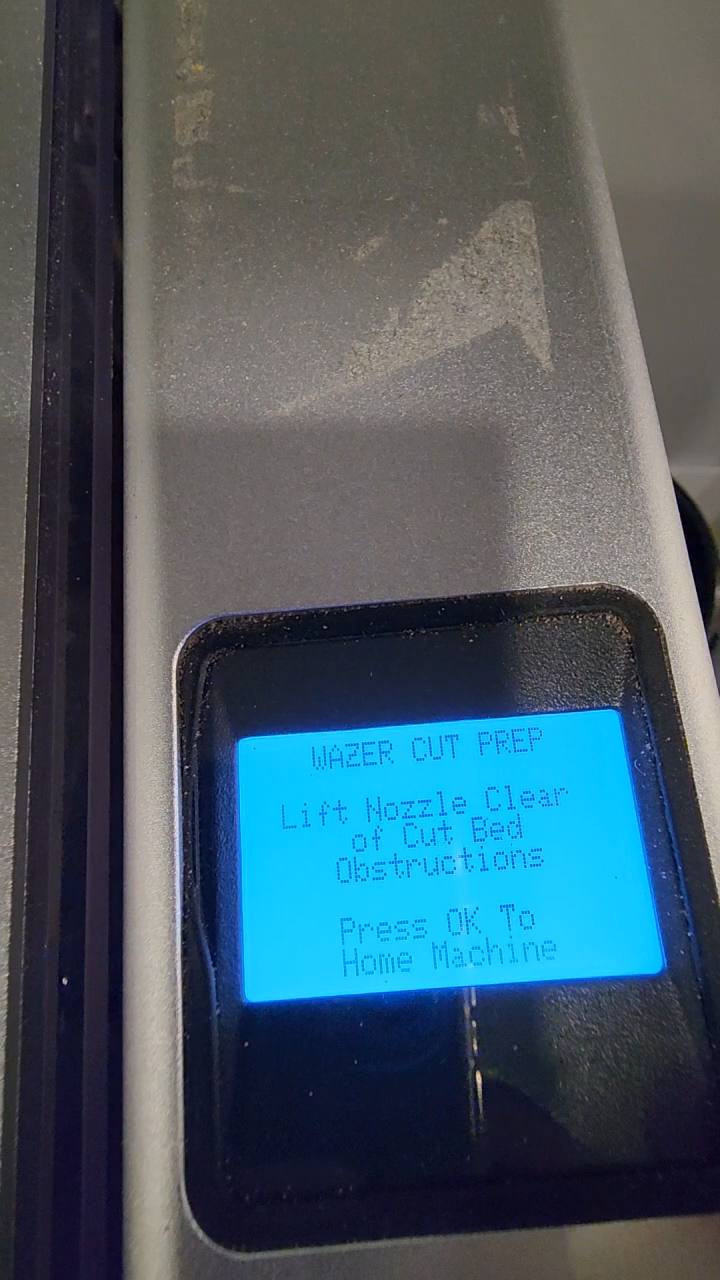 WAZER CUT PREP
Lift Nozzle Clear
of Cut Bed
Obstructions
Press OK To
Home Machine